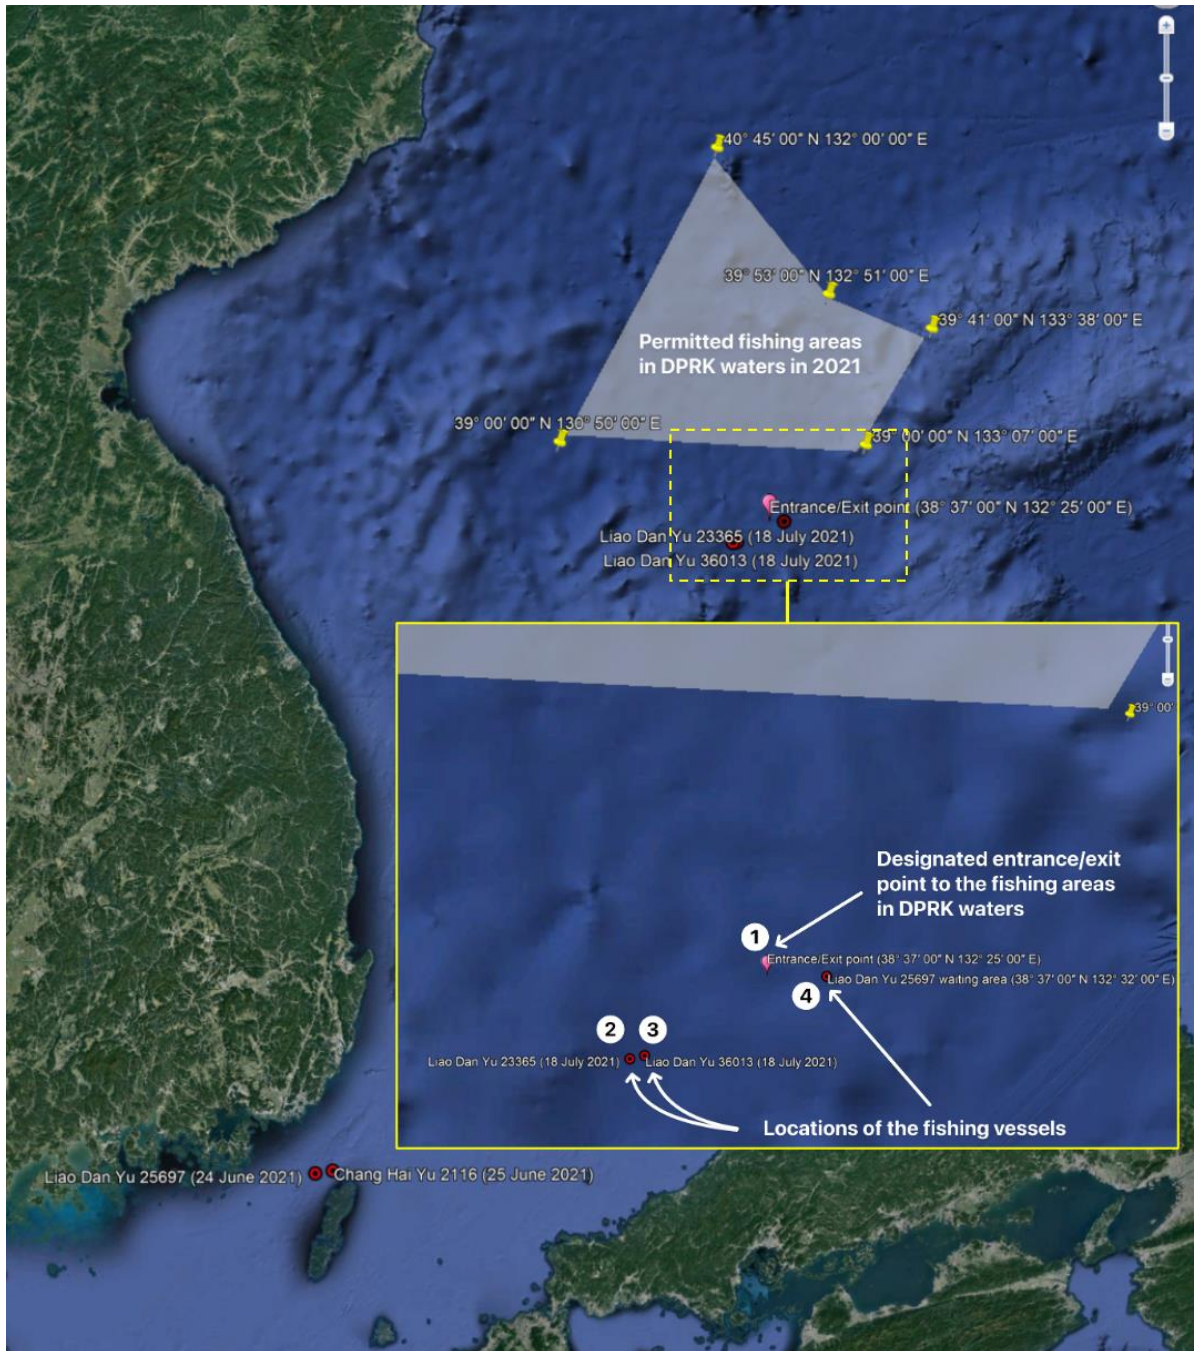 40° 45' 00" N 132° 00' 00" E
39° 53' 00" N 132° 51' 00" E
39° 41' 00" N 133° 38' 00" E
Permitted fishing areas
in DPRK waters in 2021
39° 00' 00" N 130° 50' 00" E
39° 00' 00" N 133° 07' 00" E
Entrance/Exit point (38° 37' 00" N 132° 25' 00" E)
Liao Dan Yu 23365 (18 July 2021)
Liao Dan Yu 36013 (18 July 2021)
39° 00'
Designated entrance/exit
point to the fishing areas
in DPRK waters
1
Entrance/Exit point (38° 37' 00" N 132° 25' 00" E)
Liao Dan Yu 25697 waiting area (38° 37' 00" N 132° 32' 00" E)
4
2 3
Liao Dan Yu 23365 (18 July 2021) Liao Dan Yu 36013 (18 July 2021)
Locations of the fishing vessels
Liao Dan Yu 25697 (24 June 2021) Chang Hai Yu 2116 (25 June 2021)